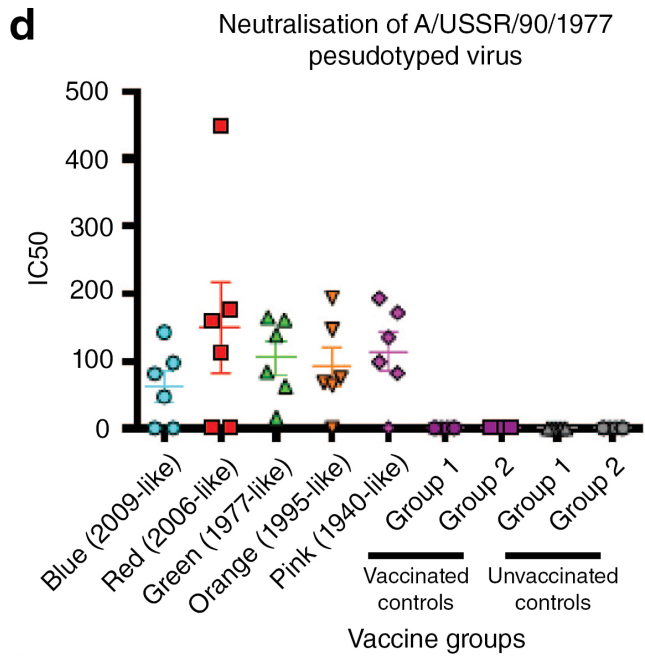 d
Neutralisation of A/USSR/90/1977
pesudotyped virus
IC50
500
400
300
200
100
0
Blue (2009-like)
Red (2006-like)
Green (1977-like)
Orange (1995-like)
Pink (1940-like)
Group 1
Group 2
Group 1
Group 2
Vaccinated
controls
Unvaccinated
controls
Vaccine groups